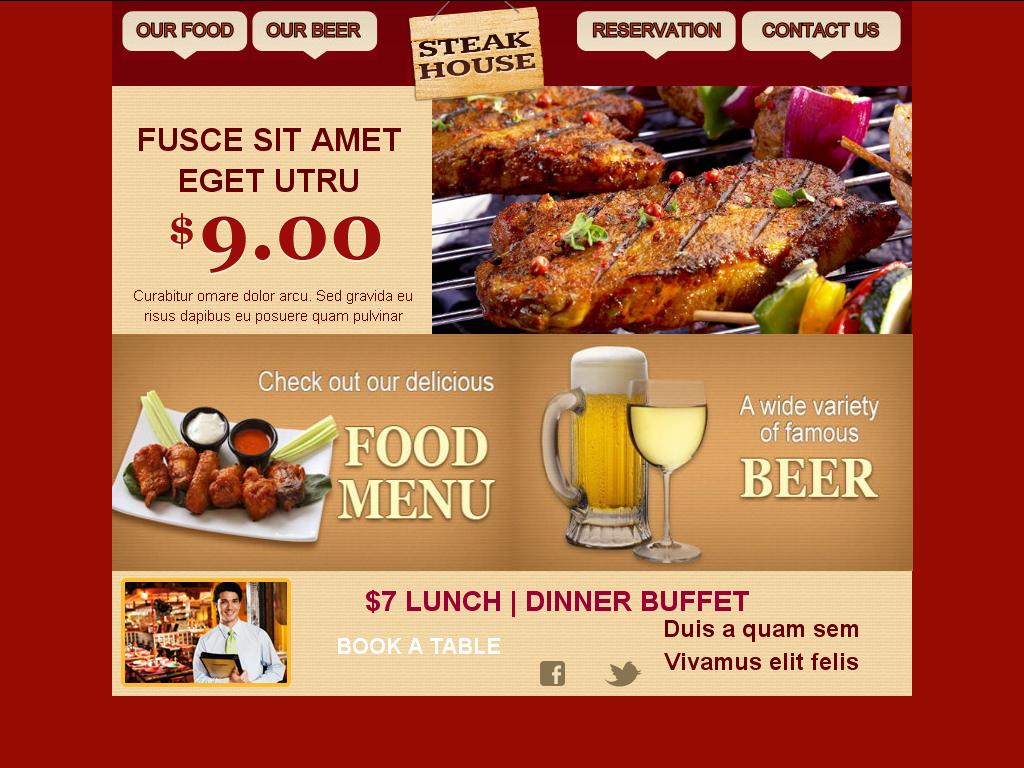 OUR FOOD
OUR BEER
STEAK
HOUSE
RESERVATION
CONTACT US
FUSCE SIT AMET
EGET UTRU
$9.00
Curabitur ornare dolor arcu. Sed gravida eu
risus dapibus eu posuere quam pulvinar
Check out our delicious
FOOD
MENU
A wide variety
of famous
BEER
$7 LUNCH | DINNER BUFFET
BOOK A TABLE
Duis a quam sem
Vivamus elit felis